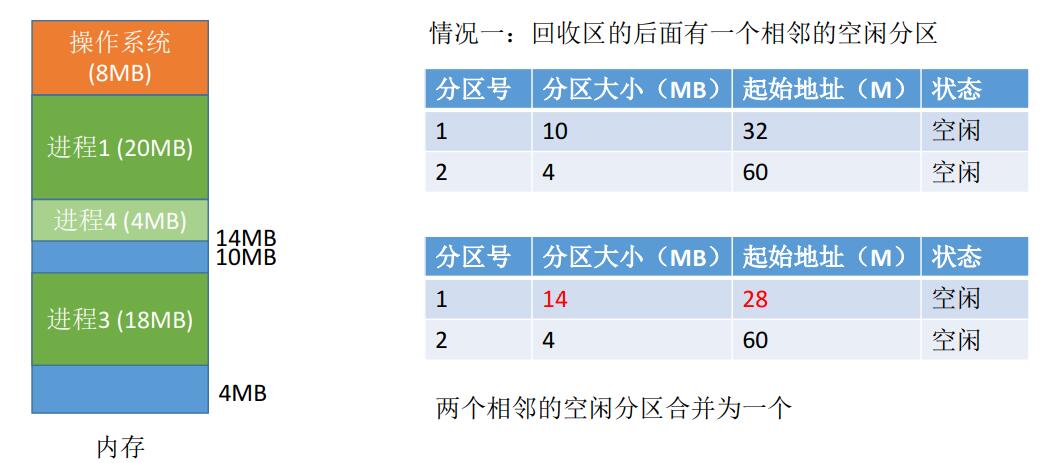 操作系统
(8MB)
进程1 (20MB)
进程4 (4MB)
14MB
10MB
进程3 (18MB)
4MB
内存
情况一：回收区的后面有一个相邻的空闲分区
分区号 分区大小（MB） 起始地址（M） 状态
1 10 32 空闲
2 4 60 空闲
分区号 分区大小（MB） 起始地址（M） 状态
1 14 28 空闲
2 4 60 空闲
两个相邻的空闲分区合并为一个